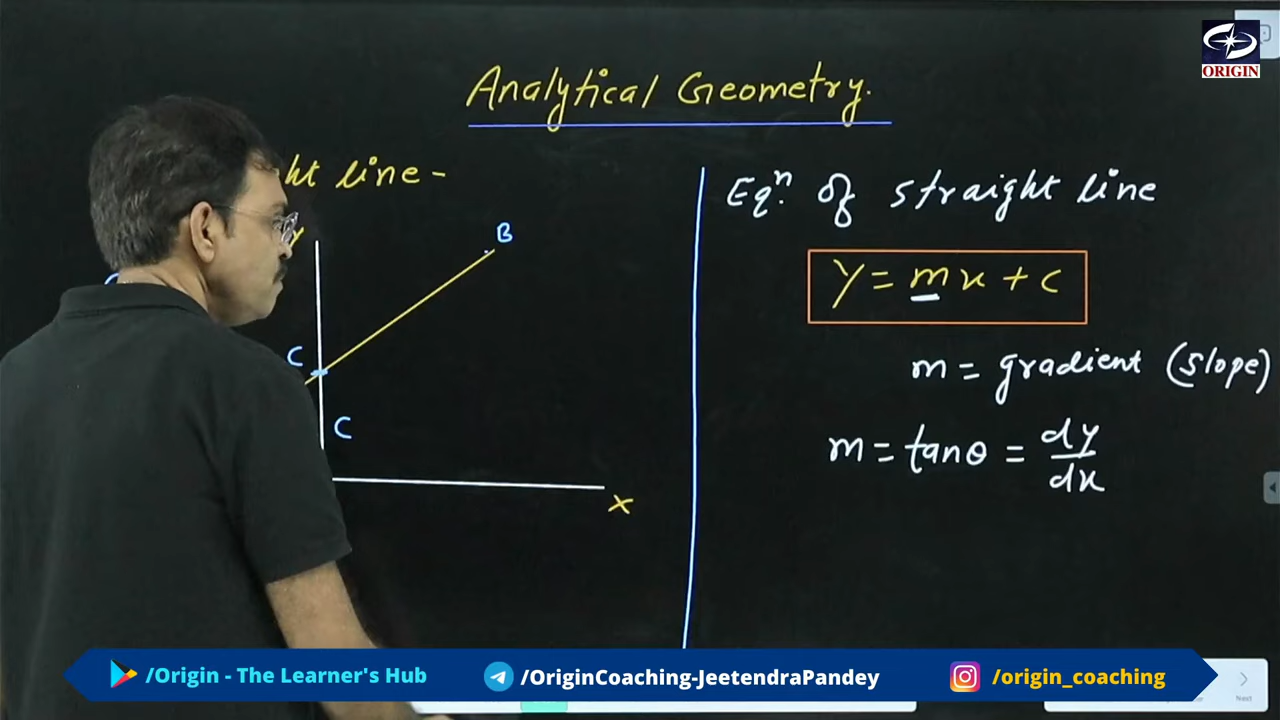 ORIGIN
Analytical Geometry.
ht line -
Y
B
C
C
X
Eqn. of straight line
y = mx + c
m = gradient (slope)
m = tanθ = dy/dx
/Origin - The Learner's Hub
/OriginCoaching-JeetendraPandey
/origin_coaching
Next